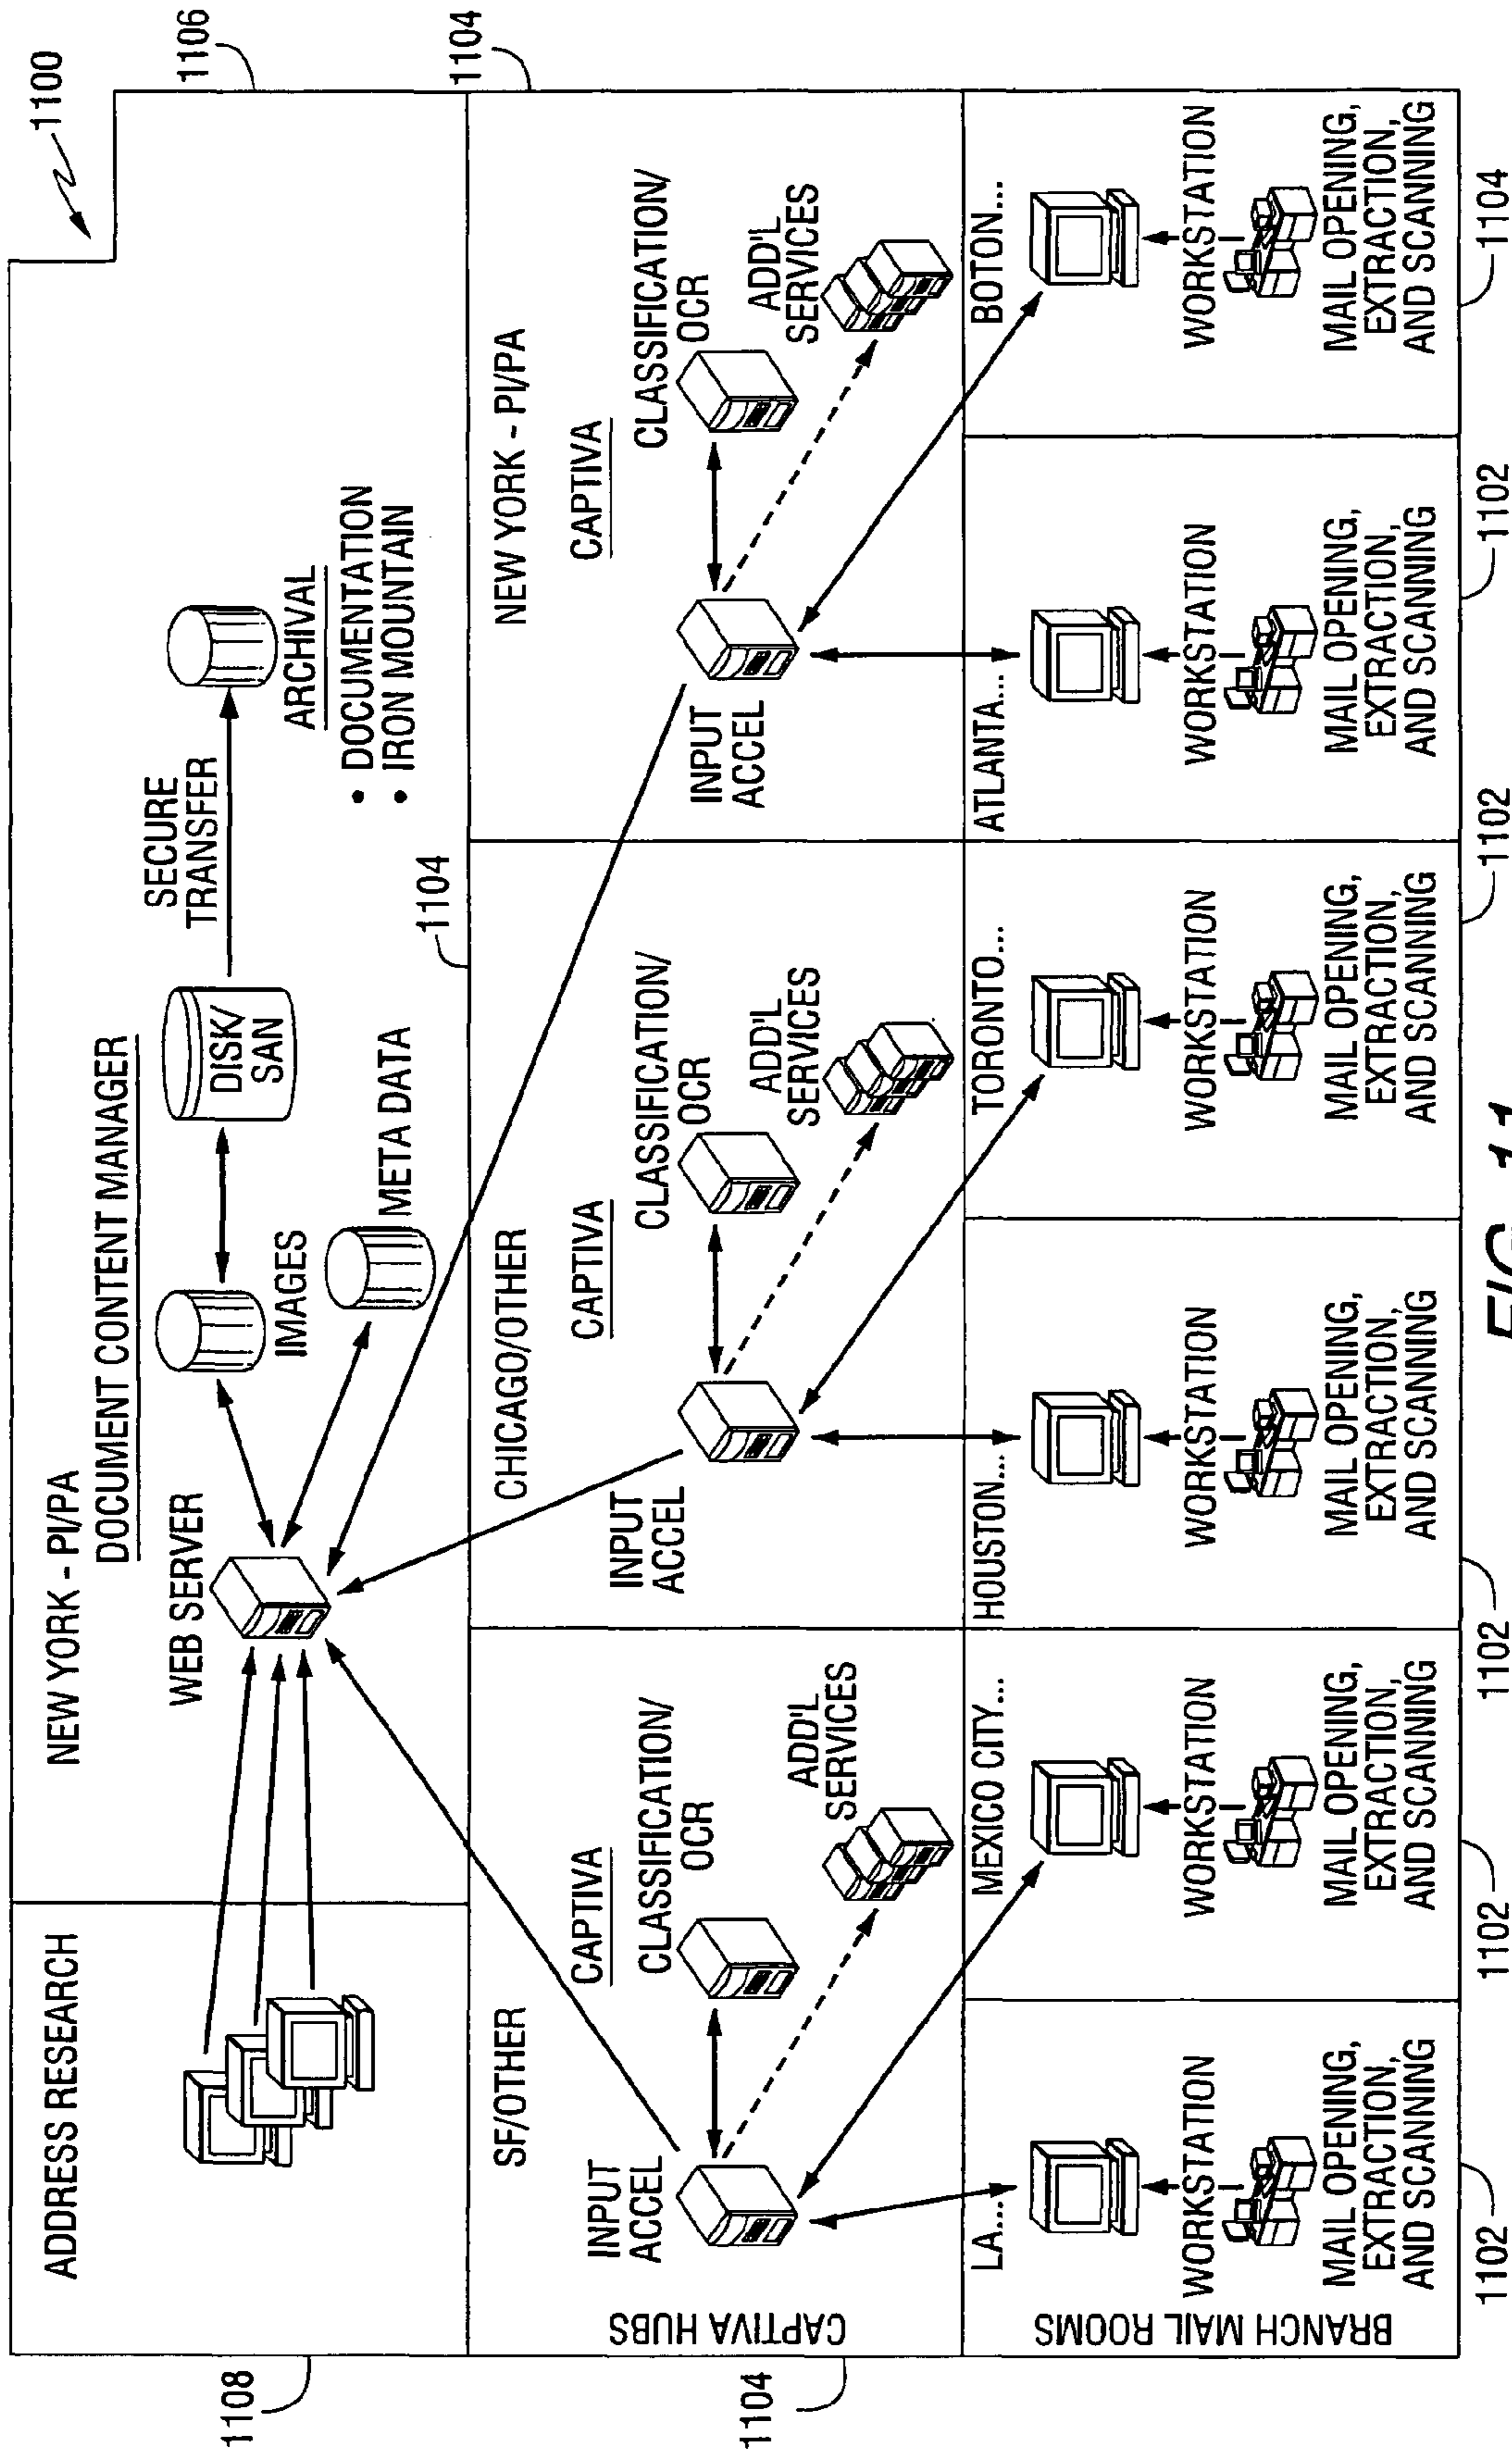 1100
1106
1104
1108
ADDRESS RESEARCH
NEW YORK - PI/PA
DOCUMENT CONTENT MANAGER
WEB SERVER
IMAGES
META DATA
DISK/
SAN
SECURE
TRANSFER
ARCHIVAL
• DOCUMENTATION
• IRON MOUNTAIN
1104
1104
CAPTIVA HUBS
SF/OTHER
INPUT
ACCEL
CAPTIVA
CLASSIFICATION/
OCR
ADD'L
SERVICES
CHICAGO/OTHER
INPUT
ACCEL
CAPTIVA
CLASSIFICATION/
OCR
ADD'L
SERVICES
NEW YORK - PI/PA
INPUT
ACCEL
CAPTIVA
CLASSIFICATION/
OCR
ADD'L
SERVICES
BRANCH MAIL ROOMS
LA...
WORKSTATION
MAIL OPENING,
EXTRACTION,
AND SCANNING
MEXICO CITY...
WORKSTATION
MAIL OPENING,
EXTRACTION,
AND SCANNING
HOUSTON...
WORKSTATION
MAIL OPENING,
EXTRACTION,
AND SCANNING
TORONTO...
WORKSTATION
MAIL OPENING,
EXTRACTION,
AND SCANNING
ATLANTA...
WORKSTATION
MAIL OPENING,
EXTRACTION,
AND SCANNING
BOTON...
WORKSTATION
MAIL OPENING,
EXTRACTION,
AND SCANNING
1102
1102
1102
1102
1102
1104
FIG. 11